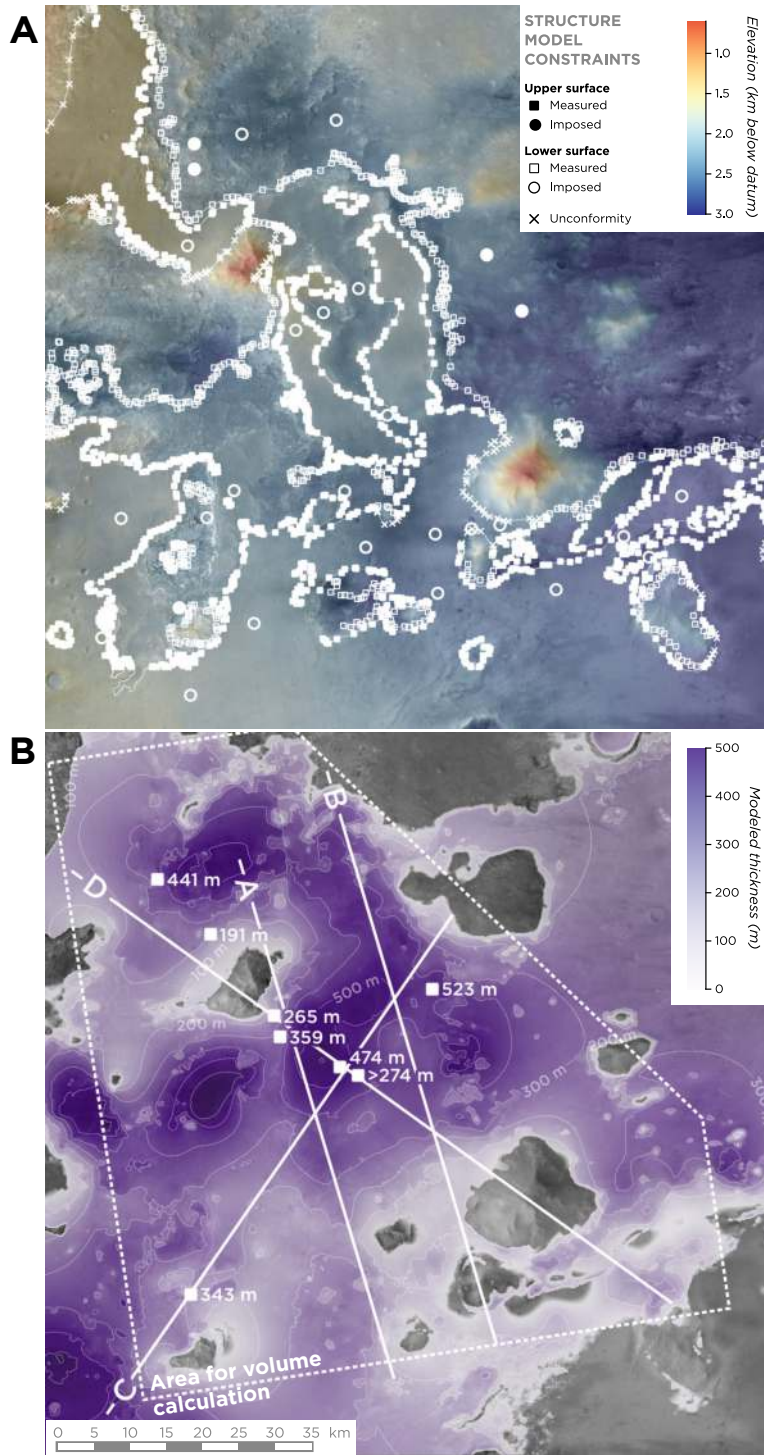 A
STRUCTURE
MODEL
CONSTRAINTS
Upper surface
Measured
Imposed
Lower surface
Measured
Imposed
Unconformity
1.0
1.5
2.0
2.5
3.0
Elevation (km below datum)
B
500
400
300
200
100
0
Modeled thickness (m)
100 m
– B
– D
441 m
– A
191 m
100 m
500 m
523 m
200 m
265 m
359 m
200 m
474 m
>274 m
300 m
300 m
300 m
343 m
– C
Area for volume
calculation
0 5 10 15 20 25 30 35 km